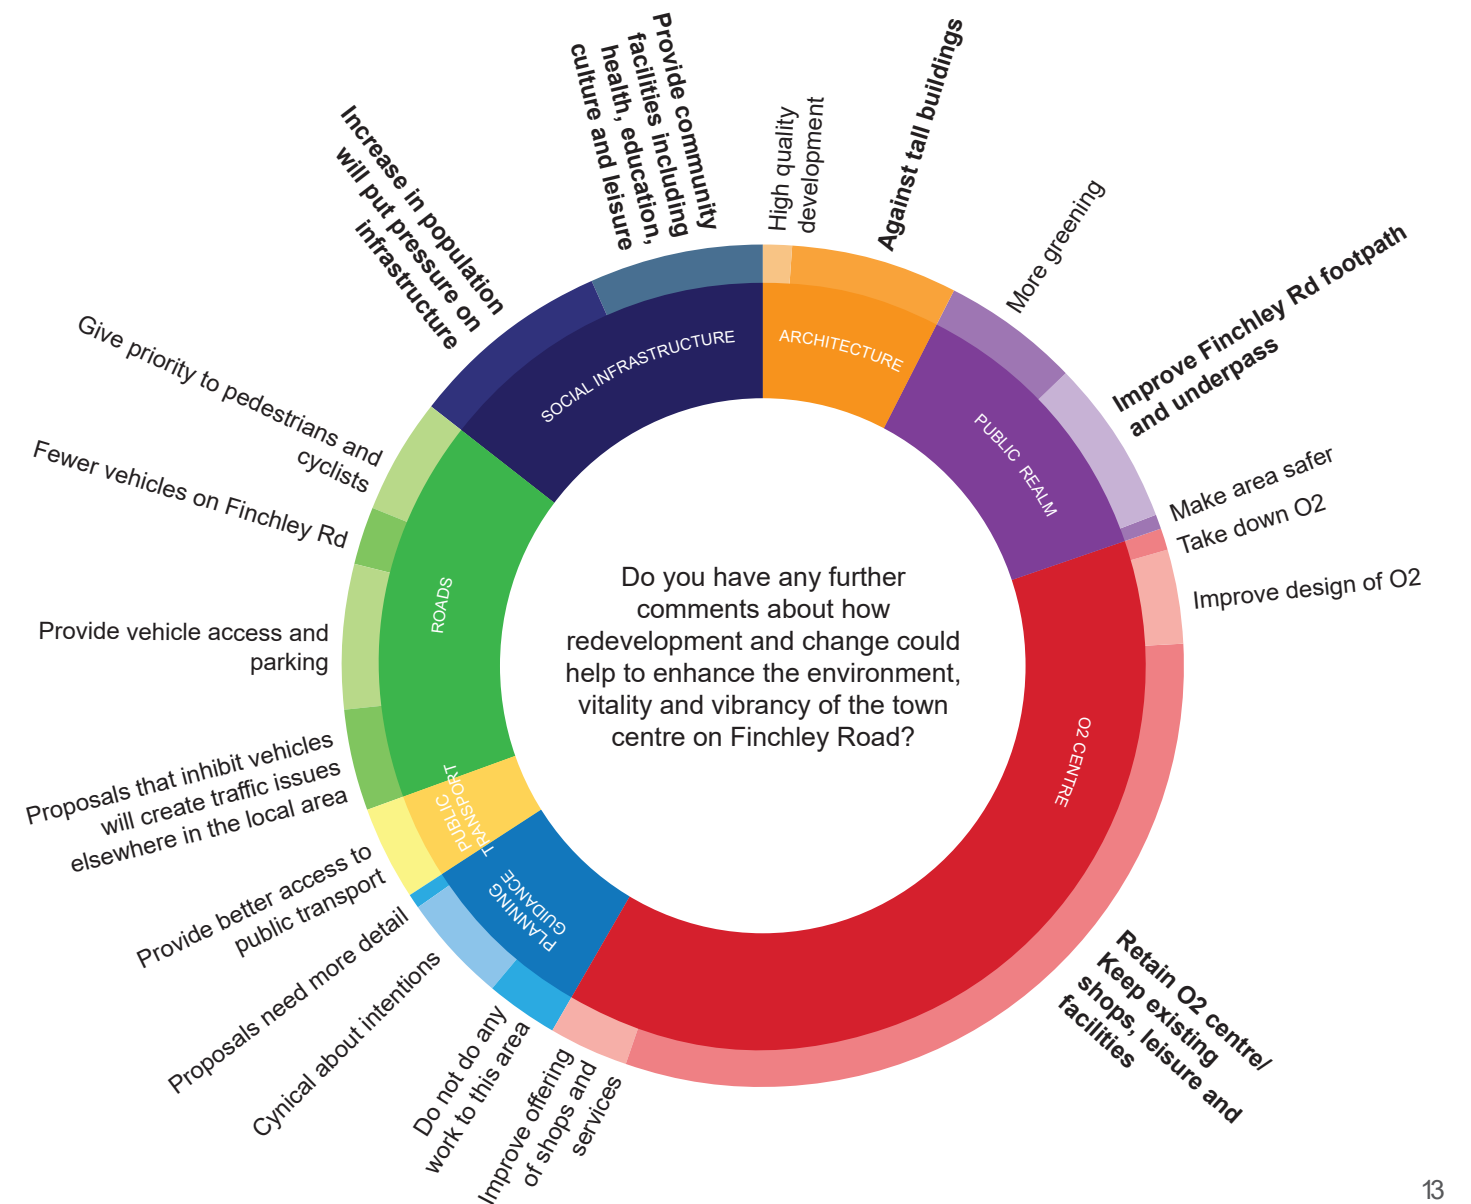 Provide community
facilities including
health, education,
culture and leisure
High quality
development
Against tall buildings
More greening
Improve Finchley Rd footpath
and underpass
Make area safer
Take down O2
Improve design of O2
Retain O2 centre/
Keep existing
shops, leisure and
facilities
Improve offering
of shops and
services
Do not do any
work to this area
Cynical about intentions
Proposals need more detail
Provide better access to
public transport
Proposals that inhibit vehicles
will create traffic issues
elsewhere in the local area
Provide vehicle access and
parking
Fewer vehicles on Finchley Rd
Give priority to pedestrians and
cyclists
Increase in population
will put pressure on
infrastructure
SOCIAL INFRASTRUCTURE
ARCHITECTURE
PUBLIC REALM
O2 CENTRE
PLANNING
GUIDANCE
PUBLIC
TRANSPORT
ROADS
Do you have any further
comments about how
redevelopment and change could
help to enhance the environment,
vitality and vibrancy of the town
centre on Finchley Road?
13